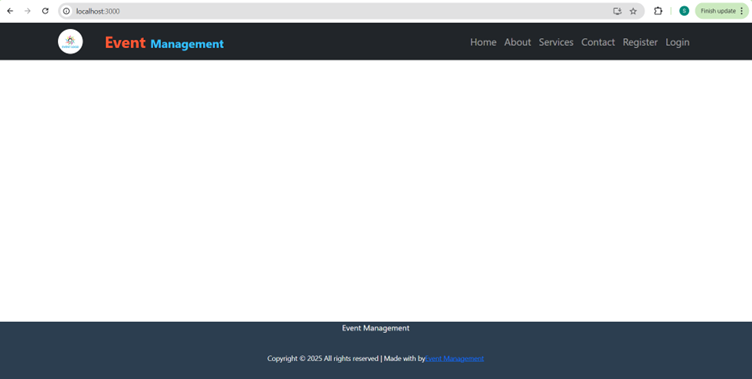 localhost:3000
S
Finish update
Event Management
Home About Services Contact Register Login
Event Management
Copyright © 2025 All rights reserved | Made with byEvent Management